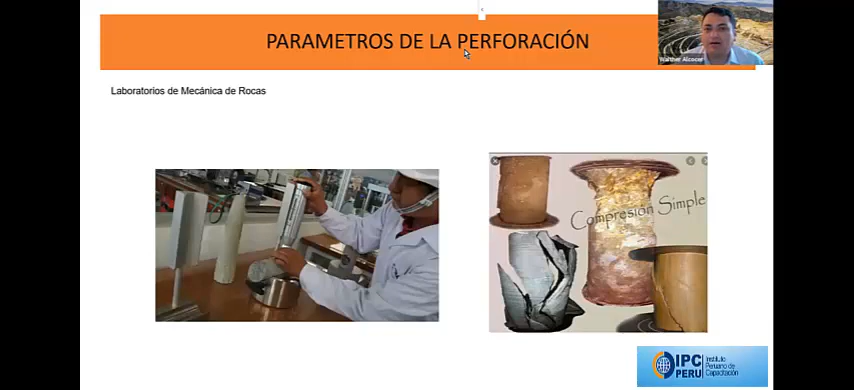 PARAMETROS DE LA PERFORACIÓN
Walther Alcocer
Laboratorios de Mecánica de Rocas
Compresión Simple
IPC
PERU
Instituto
Peruano de
Capacitación